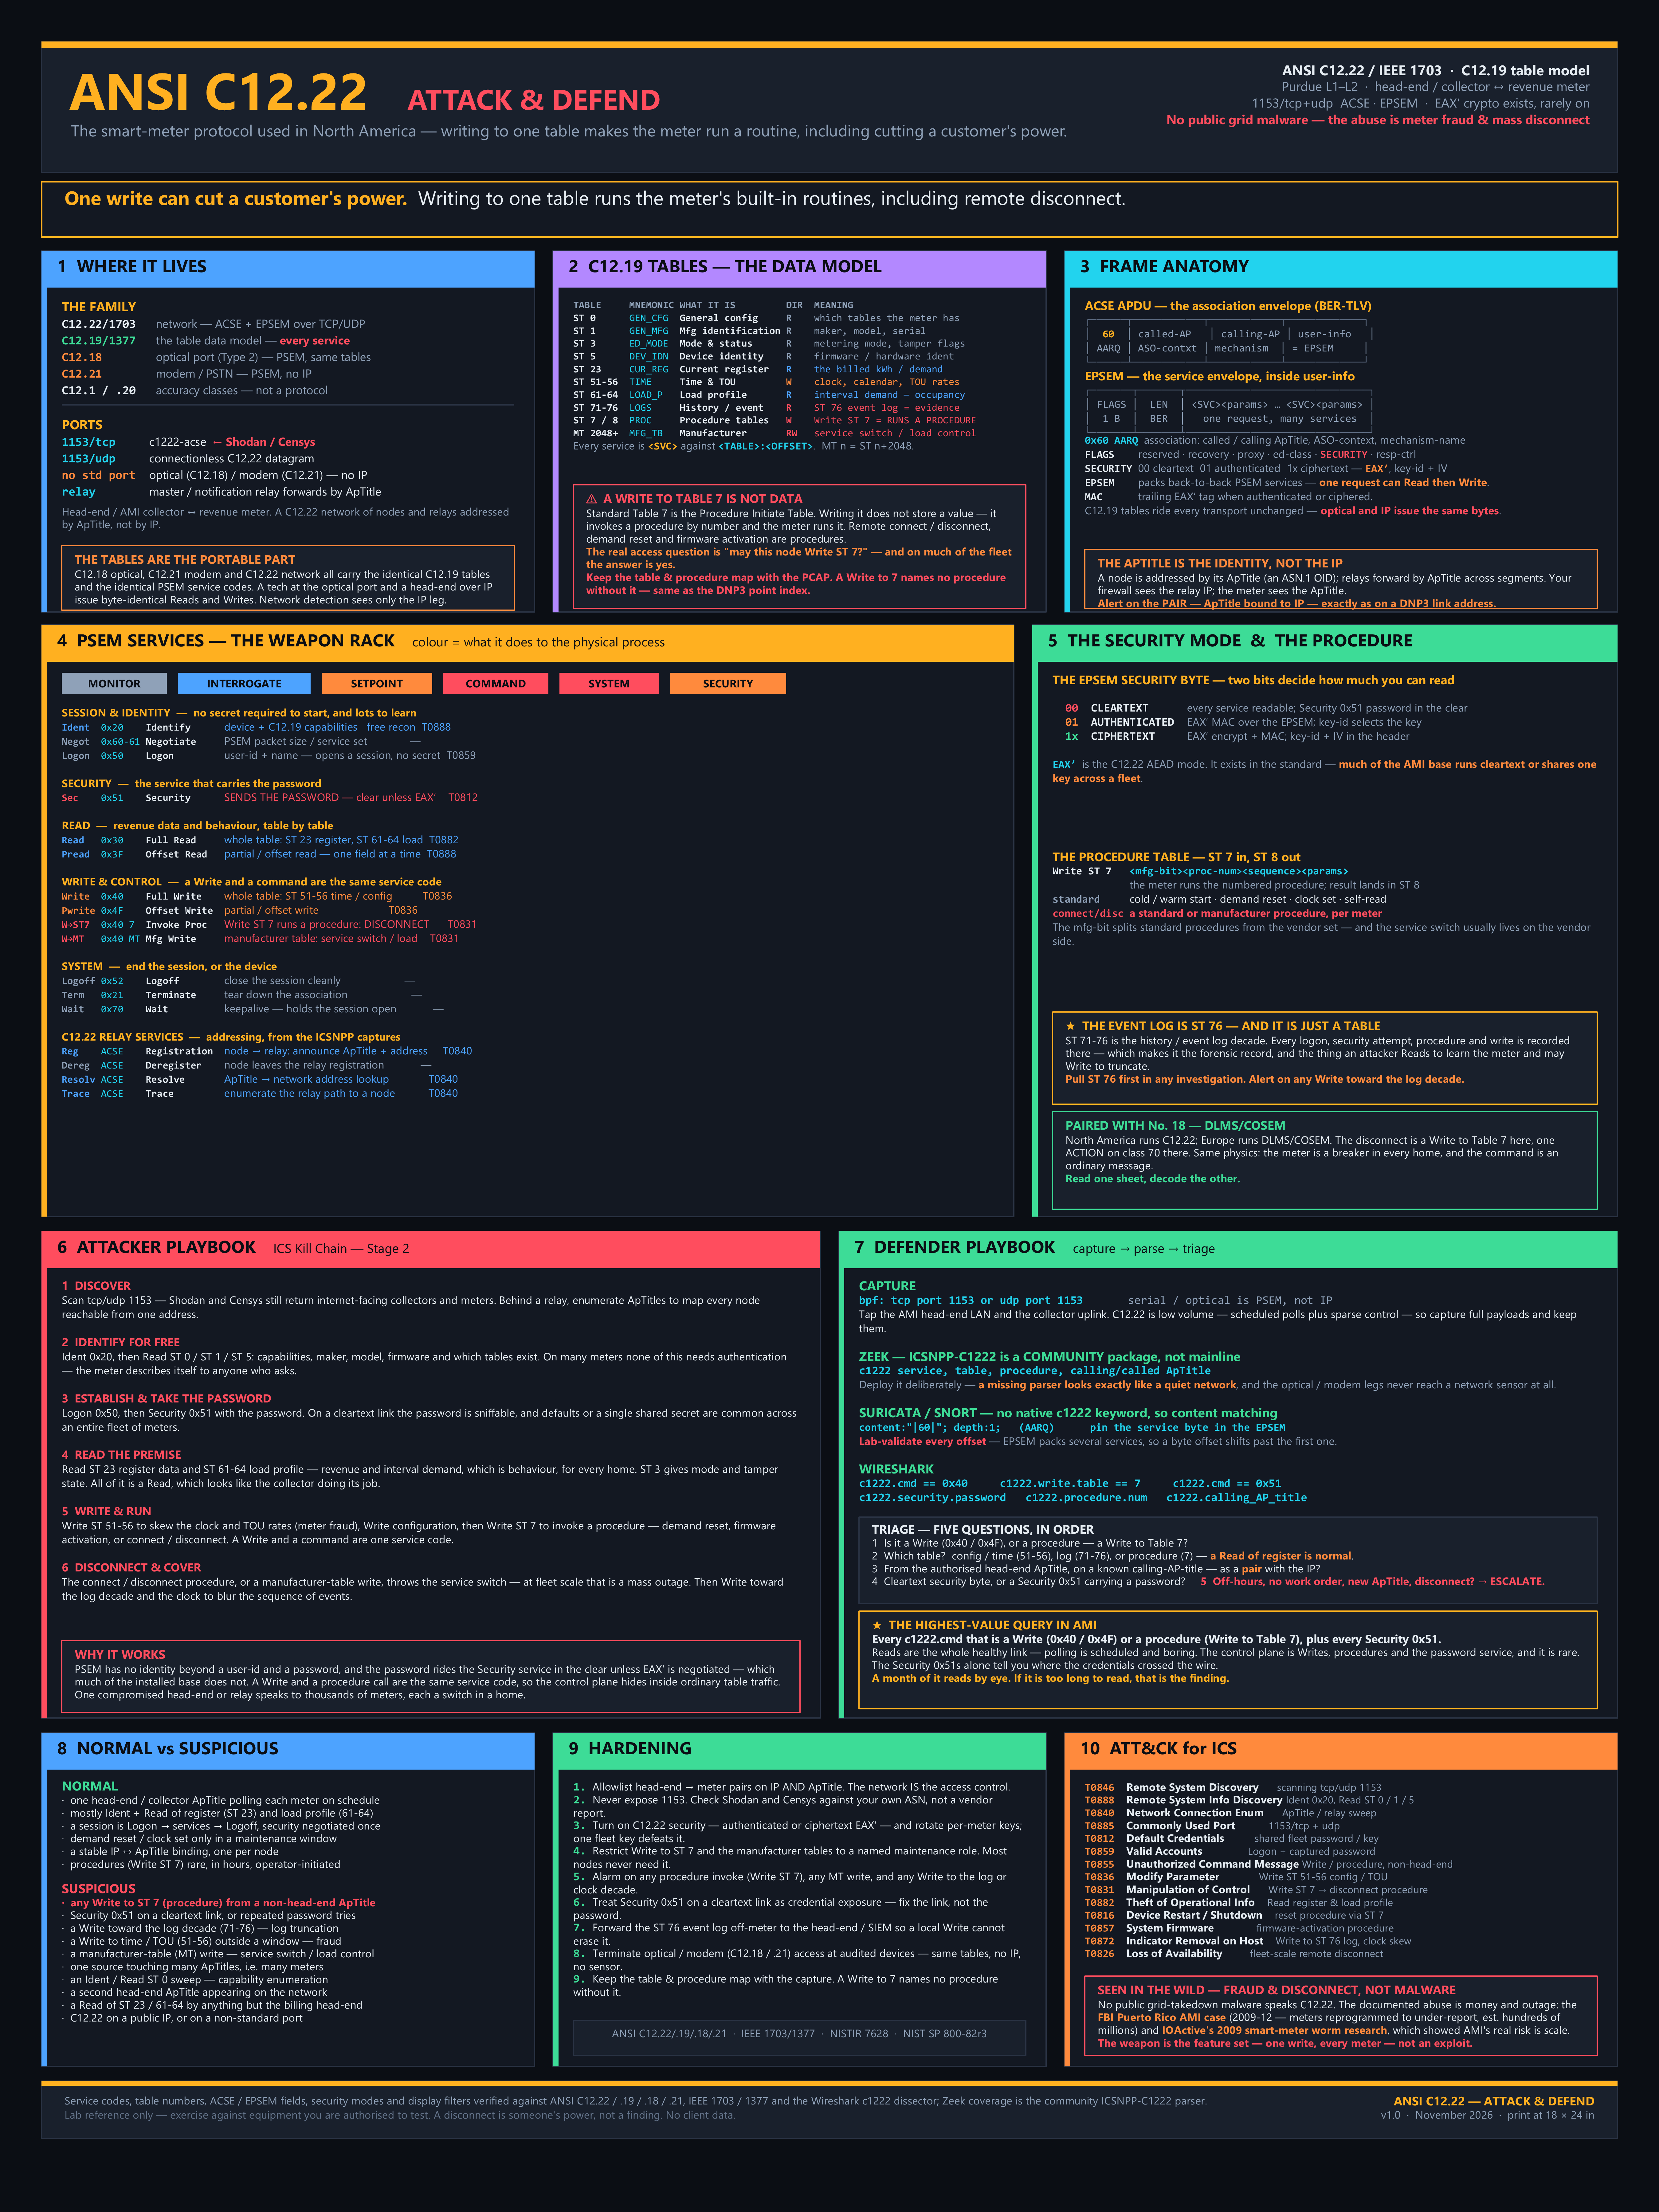 ANSI C12.22 ATTACK & DEFEND
The smart-meter protocol used in North America — writing to one table makes the meter run a routine, including cutting a customer's power.
ANSI C12.22 / IEEE 1703 · C12.19 table model
Purdue L1–L2 · head-end / collector ↔ revenue meter
1153/tcp+udp ACSE · EPSEM · EAX' crypto exists, rarely on
No public grid malware — the abuse is meter fraud & mass disconnect
One write can cut a customer's power. Writing to one table runs the meter's built-in routines, including remote disconnect.
1 WHERE IT LIVES
THE FAMILY
C12.22/1703 network — ACSE + EPSEM over TCP/UDP
C12.19/1377 the table data model — every service
C12.18 optical port (Type 2) — PSEM, same tables
C12.21 modem / PSTN — PSEM, no IP
C12.1 / .20 accuracy classes — not a protocol
PORTS
1153/tcp c1222-acse ← Shodan / Censys
1153/udp connectionless C12.22 datagram
no std port optical (C12.18) / modem (C12.21) — no IP
relay master / notification relay forwards by ApTitle
Head-end / AMI collector ↔ revenue meter. A C12.22 network of nodes and relays addressed
by ApTitle, not by IP.
THE TABLES ARE THE PORTABLE PART
C12.18 optical, C12.21 modem and C12.22 network all carry the identical C12.19 tables
and the identical PSEM service codes. A tech at the optical port and a head-end over IP
issue byte-identical Reads and Writes. Network detection sees only the IP leg.
2 C12.19 TABLES — THE DATA MODEL
TABLE MNEMONIC WHAT IT IS DIR MEANING
ST 0 GEN_CFG General config R which tables the meter has
ST 1 GEN_MFG Mfg identification R maker, model, serial
ST 3 ED_MODE Mode & status R metering mode, tamper flags
ST 5 DEV_IDN Device identity R firmware / hardware ident
ST 23 CUR_REG Current register R the billed kWh / demand
ST 51-56 TIME Time & TOU W clock, calendar, TOU rates
ST 61-64 LOAD_P Load profile R interval demand — occupancy
ST 71-76 LOGS History / event R ST 76 event log = evidence
ST 7 / 8 PROC Procedure tables W Write ST 7 = RUNS A PROCEDURE
MT 2048+ MFG_TB Manufacturer RW service switch / load control
Every service is <SVC> against <TABLE>:<OFFSET>. MT n = ST n+2048.
⚠ A WRITE TO TABLE 7 IS NOT DATA
Standard Table 7 is the Procedure Initiate Table. Writing it does not store a value — it
invokes a procedure by number and the meter runs it. Remote connect / disconnect,
demand reset and firmware activation are procedures.
The real access question is "may this node Write ST 7?" — and on much of the fleet
the answer is yes.
Keep the table & procedure map with the PCAP. A Write to 7 names no procedure
without it — same as the DNP3 point index.
3 FRAME ANATOMY
ACSE APDU — the association envelope (BER-TLV)
│ 60 │ called-AP │ calling-AP │ user-info │
│ AARQ │ ASO-contxt │ mechanism │ = EPSEM │
EPSEM — the service envelope, inside user-info
│ FLAGS │ LEN │ <SVC><params> … <SVC><params> │
│ 1 B │ BER │ one request, many services │
0x60 AARQ association: called / calling ApTitle, ASO-context, mechanism-name
FLAGS reserved · recovery · proxy · ed-class · SECURITY · resp-ctrl
SECURITY 00 cleartext 01 authenticated 1x ciphertext — EAX', key-id + IV
EPSEM packs back-to-back PSEM services — one request can Read then Write.
MAC trailing EAX' tag when authenticated or ciphered.
C12.19 tables ride every transport unchanged — optical and IP issue the same bytes.
THE APTITLE IS THE IDENTITY, NOT THE IP
A node is addressed by its ApTitle (an ASN.1 OID); relays forward by ApTitle across segments. Your
firewall sees the relay IP; the meter sees the ApTitle.
Alert on the PAIR — ApTitle bound to IP — exactly as on a DNP3 link address.
4 PSEM SERVICES — THE WEAPON RACK colour = what it does to the physical process
MONITOR INTERROGATE SETPOINT COMMAND SYSTEM SECURITY
SESSION & IDENTITY — no secret required to start, and lots to learn
Ident 0x20 Identify device + C12.19 capabilities free recon T0888
Negot 0x60-61 Negotiate PSEM packet size / service set —
Logon 0x50 Logon user-id + name — opens a session, no secret T0859
SECURITY — the service that carries the password
Sec 0x51 Security SENDS THE PASSWORD — clear unless EAX' T0812
READ — revenue data and behaviour, table by table
Read 0x30 Full Read whole table: ST 23 register, ST 61-64 load T0882
Pread 0x3F Offset Read partial / offset read — one field at a time T0888
WRITE & CONTROL — a Write and a command are the same service code
Write 0x40 Full Write whole table: ST 51-56 time / config T0836
Pwrite 0x4F Offset Write partial / offset write T0836
W→ST7 0x40 7 Invoke Proc Write ST 7 runs a procedure: DISCONNECT T0831
W→MT 0x40 MT Mfg Write manufacturer table: service switch / load T0831
SYSTEM — end the session, or the device
Logoff 0x52 Logoff close the session cleanly —
Term 0x21 Terminate tear down the association —
Wait 0x70 Wait keepalive — holds the session open —
C12.22 RELAY SERVICES — addressing, from the ICSNPP captures
Reg ACSE Registration node → relay: announce ApTitle + address T0840
Dereg ACSE Deregister node leaves the relay registration —
Resolv ACSE Resolve ApTitle → network address lookup T0840
Trace ACSE Trace enumerate the relay path to a node T0840
5 THE SECURITY MODE & THE PROCEDURE
THE EPSEM SECURITY BYTE — two bits decide how much you can read
00 CLEARTEXT every service readable; Security 0x51 password in the clear
01 AUTHENTICATED EAX' MAC over the EPSEM; key-id selects the key
1x CIPHERTEXT EAX' encrypt + MAC; key-id + IV in the header
EAX' is the C12.22 AEAD mode. It exists in the standard — much of the AMI base runs cleartext or shares one
key across a fleet.
THE PROCEDURE TABLE — ST 7 in, ST 8 out
Write ST 7 <mfg-bit><proc-num><sequence><params>
the meter runs the numbered procedure; result lands in ST 8
standard cold / warm start · demand reset · clock set · self-read
connect/disc a standard or manufacturer procedure, per meter
The mfg-bit splits standard procedures from the vendor set — and the service switch usually lives on the vendor
side.
★ THE EVENT LOG IS ST 76 — AND IT IS JUST A TABLE
ST 71-76 is the history / event log decade. Every logon, security attempt, procedure and write is recorded
there — which makes it the forensic record, and the thing an attacker Reads to learn the meter and may
Write to truncate.
Pull ST 76 first in any investigation. Alert on any Write toward the log decade.
PAIRED WITH No. 18 — DLMS/COSEM
North America runs C12.22; Europe runs DLMS/COSEM. The disconnect is a Write to Table 7 here, one
ACTION on class 70 there. Same physics: the meter is a breaker in every home, and the command is an
ordinary message.
Read one sheet, decode the other.
6 ATTACKER PLAYBOOK ICS Kill Chain — Stage 2
1 DISCOVER
Scan tcp/udp 1153 — Shodan and Censys still return internet-facing collectors and meters. Behind a relay, enumerate ApTitles to map every node
reachable from one address.
2 IDENTIFY FOR FREE
Ident 0x20, then Read ST 0 / ST 1 / ST 5: capabilities, maker, model, firmware and which tables exist. On many meters none of this needs authentication
— the meter describes itself to anyone who asks.
3 ESTABLISH & TAKE THE PASSWORD
Logon 0x50, then Security 0x51 with the password. On a cleartext link the password is sniffable, and defaults or a single shared secret are common across
an entire fleet of meters.
4 READ THE PREMISE
Read ST 23 register data and ST 61-64 load profile — revenue and interval demand, which is behaviour, for every home. ST 3 gives mode and tamper
state. All of it is a Read, which looks like the collector doing its job.
5 WRITE & RUN
Write ST 51-56 to skew the clock and TOU rates (meter fraud), Write configuration, then Write ST 7 to invoke a procedure — demand reset, firmware
activation, or connect / disconnect. A Write and a command are one service code.
6 DISCONNECT & COVER
The connect / disconnect procedure, or a manufacturer-table write, throws the service switch — at fleet scale that is a mass outage. Then Write toward
the log decade and the clock to blur the sequence of events.
WHY IT WORKS
PSEM has no identity beyond a user-id and a password, and the password rides the Security service in the clear unless EAX' is negotiated — which
much of the installed base does not. A Write and a procedure call are the same service code, so the control plane hides inside ordinary table traffic.
One compromised head-end or relay speaks to thousands of meters, each a switch in a home.
7 DEFENDER PLAYBOOK capture → parse → triage
CAPTURE
bpf: tcp port 1153 or udp port 1153 serial / optical is PSEM, not IP
Tap the AMI head-end LAN and the collector uplink. C12.22 is low volume — scheduled polls plus sparse control — so capture full payloads and keep
them.
ZEEK — ICSNPP-C1222 is a COMMUNITY package, not mainline
c1222 service, table, procedure, calling/called ApTitle
Deploy it deliberately — a missing parser looks exactly like a quiet network, and the optical / modem legs never reach a network sensor at all.
SURICATA / SNORT — no native c1222 keyword, so content matching
content:"|60|"; depth:1; (AARQ) pin the service byte in the EPSEM
Lab-validate every offset — EPSEM packs several services, so a byte offset shifts past the first one.
WIRESHARK
c1222.cmd == 0x40 c1222.write.table == 7 c1222.cmd == 0x51
c1222.security.password c1222.procedure.num c1222.calling_AP_title
TRIAGE — FIVE QUESTIONS, IN ORDER
1 Is it a Write (0x40 / 0x4F), or a procedure — a Write to Table 7?
2 Which table? config / time (51-56), log (71-76), or procedure (7) — a Read of register is normal.
3 From the authorised head-end ApTitle, on a known calling-AP-title — as a pair with the IP?
4 Cleartext security byte, or a Security 0x51 carrying a password? 5 Off-hours, no work order, new ApTitle, disconnect? → ESCALATE.
★ THE HIGHEST-VALUE QUERY IN AMI
Every c1222.cmd that is a Write (0x40 / 0x4F) or a procedure (Write to Table 7), plus every Security 0x51.
Reads are the whole healthy link — polling is scheduled and boring. The control plane is Writes, procedures and the password service, and it is rare.
The Security 0x51s alone tell you where the credentials crossed the wire.
A month of it reads by eye. If it is too long to read, that is the finding.
8 NORMAL vs SUSPICIOUS
NORMAL
· one head-end / collector ApTitle polling each meter on schedule
· mostly Ident + Read of register (ST 23) and load profile (61-64)
· a session is Logon → services → Logoff, security negotiated once
· demand reset / clock set only in a maintenance window
· a stable IP ↔ ApTitle binding, one per node
· procedures (Write ST 7) rare, in hours, operator-initiated
SUSPICIOUS
· any Write to ST 7 (procedure) from a non-head-end ApTitle
· Security 0x51 on a cleartext link, or repeated password tries
· a Write toward the log decade (71-76) — log truncation
· a Write to time / TOU (51-56) outside a window — fraud
· a manufacturer-table (MT) write — service switch / load control
· one source touching many ApTitles, i.e. many meters
· an Ident / Read ST 0 sweep — capability enumeration
· a second head-end ApTitle appearing on the network
· a Read of ST 23 / 61-64 by anything but the billing head-end
· C12.22 on a public IP, or on a non-standard port
9 HARDENING
1. Allowlist head-end → meter pairs on IP AND ApTitle. The network IS the access control.
2. Never expose 1153. Check Shodan and Censys against your own ASN, not a vendor
report.
3. Turn on C12.22 security — authenticated or ciphertext EAX' — and rotate per-meter keys;
one fleet key defeats it.
4. Restrict Write to ST 7 and the manufacturer tables to a named maintenance role. Most
nodes never need it.
5. Alarm on any procedure invoke (Write ST 7), any MT write, and any Write to the log or
clock decade.
6. Treat Security 0x51 on a cleartext link as credential exposure — fix the link, not the
password.
7. Forward the ST 76 event log off-meter to the head-end / SIEM so a local Write cannot
erase it.
8. Terminate optical / modem (C12.18 / .21) access at audited devices — same tables, no IP,
no sensor.
9. Keep the table & procedure map with the capture. A Write to 7 names no procedure
without it.
ANSI C12.22/.19/.18/.21 · IEEE 1703/1377 · NISTIR 7628 · NIST SP 800-82r3
10 ATT&CK for ICS
T0846 Remote System Discovery scanning tcp/udp 1153
T0888 Remote System Info Discovery Ident 0x20, Read ST 0 / 1 / 5
T0840 Network Connection Enum ApTitle / relay sweep
T0885 Commonly Used Port 1153/tcp + udp
T0812 Default Credentials shared fleet password / key
T0859 Valid Accounts Logon + captured password
T0855 Unauthorized Command Message Write / procedure, non-head-end
T0836 Modify Parameter Write ST 51-56 config / TOU
T0831 Manipulation of Control Write ST 7 → disconnect procedure
T0882 Theft of Operational Info Read register & load profile
T0816 Device Restart / Shutdown reset procedure via ST 7
T0857 System Firmware firmware-activation procedure
T0872 Indicator Removal on Host Write to ST 76 log, clock skew
T0826 Loss of Availability fleet-scale remote disconnect
SEEN IN THE WILD — FRAUD & DISCONNECT, NOT MALWARE
No public grid-takedown malware speaks C12.22. The documented abuse is money and outage: the
FBI Puerto Rico AMI case (2009-12 — meters reprogrammed to under-report, est. hundreds of
millions) and IOActive's 2009 smart-meter worm research, which showed AMI's real risk is scale.
The weapon is the feature set — one write, every meter — not an exploit.
Service codes, table numbers, ACSE / EPSEM fields, security modes and display filters verified against ANSI C12.22 / .19 / .18 / .21, IEEE 1703 / 1377 and the Wireshark c1222 dissector; Zeek coverage is the community ICSNPP-C1222 parser.
Lab reference only — exercise against equipment you are authorised to test. A disconnect is someone's power, not a finding. No client data.
ANSI C12.22 — ATTACK & DEFEND
v1.0 · November 2026 · print at 18 × 24 in